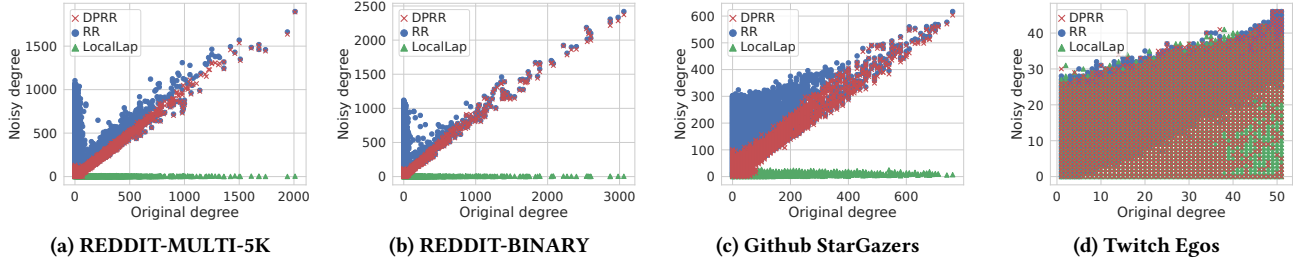 DPRR
RR
LocalLap
Noisy degree
1500
1000
500
0
0 500 1000 1500 2000
Original degree
(a) REDDIT-MULTI-5K
DPRR
RR
LocalLap
Noisy degree
2500
2000
1500
1000
500
0
0 1000 2000 3000
Original degree
(b) REDDIT-BINARY
DPRR
RR
LocalLap
Noisy degree
600
500
400
300
200
100
0
0 200 400 600
Original degree
(c) Github StarGazers
DPRR
RR
LocalLap
Noisy degree
40
30
20
10
0
0 10 20 30 40 50
Original degree
(d) Twitch Egos